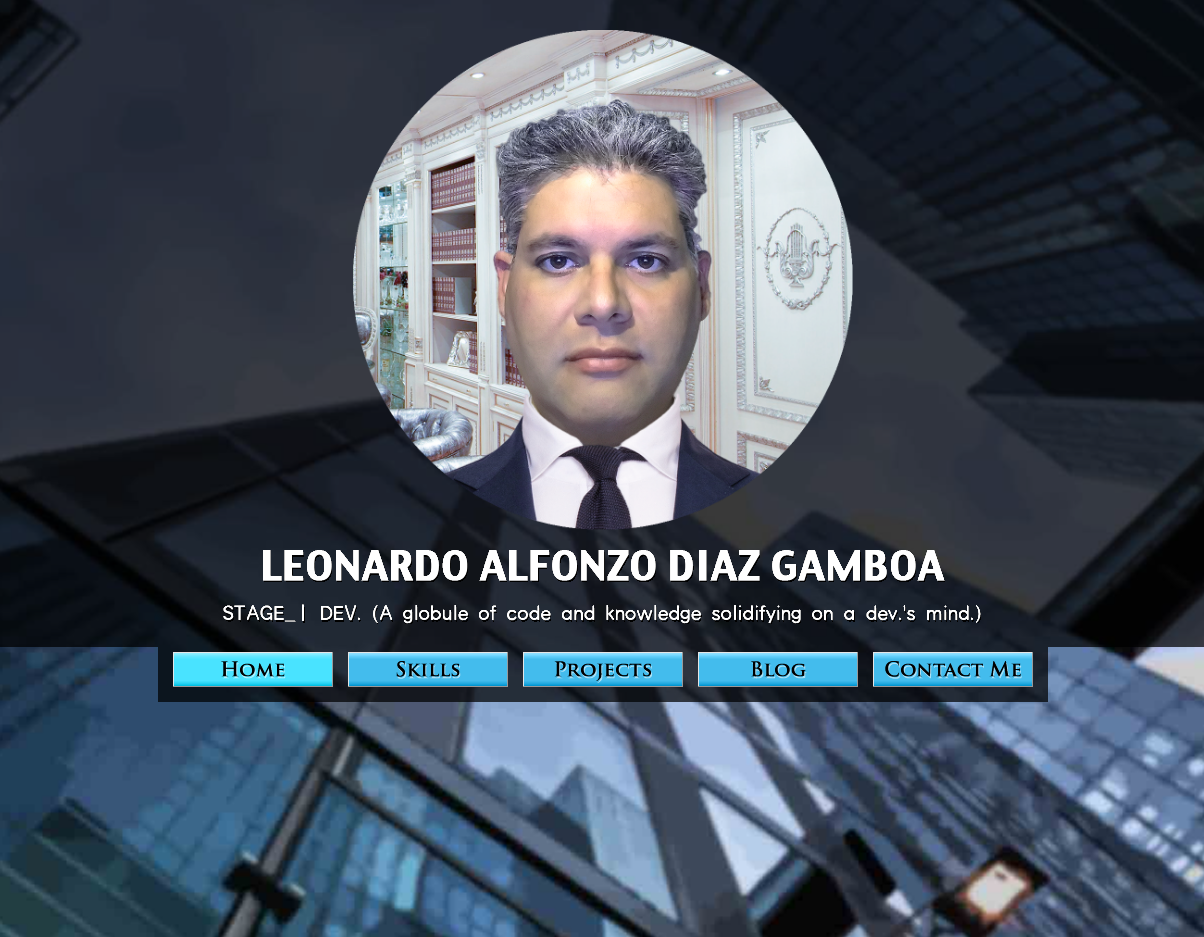 LEONARDO ALFONZO DIAZ GAMBOA
STAGE_| DEV. (A globule of code and knowledge solidifying on a dev.'s mind.)
Home Skills Projects Blog Contact Me